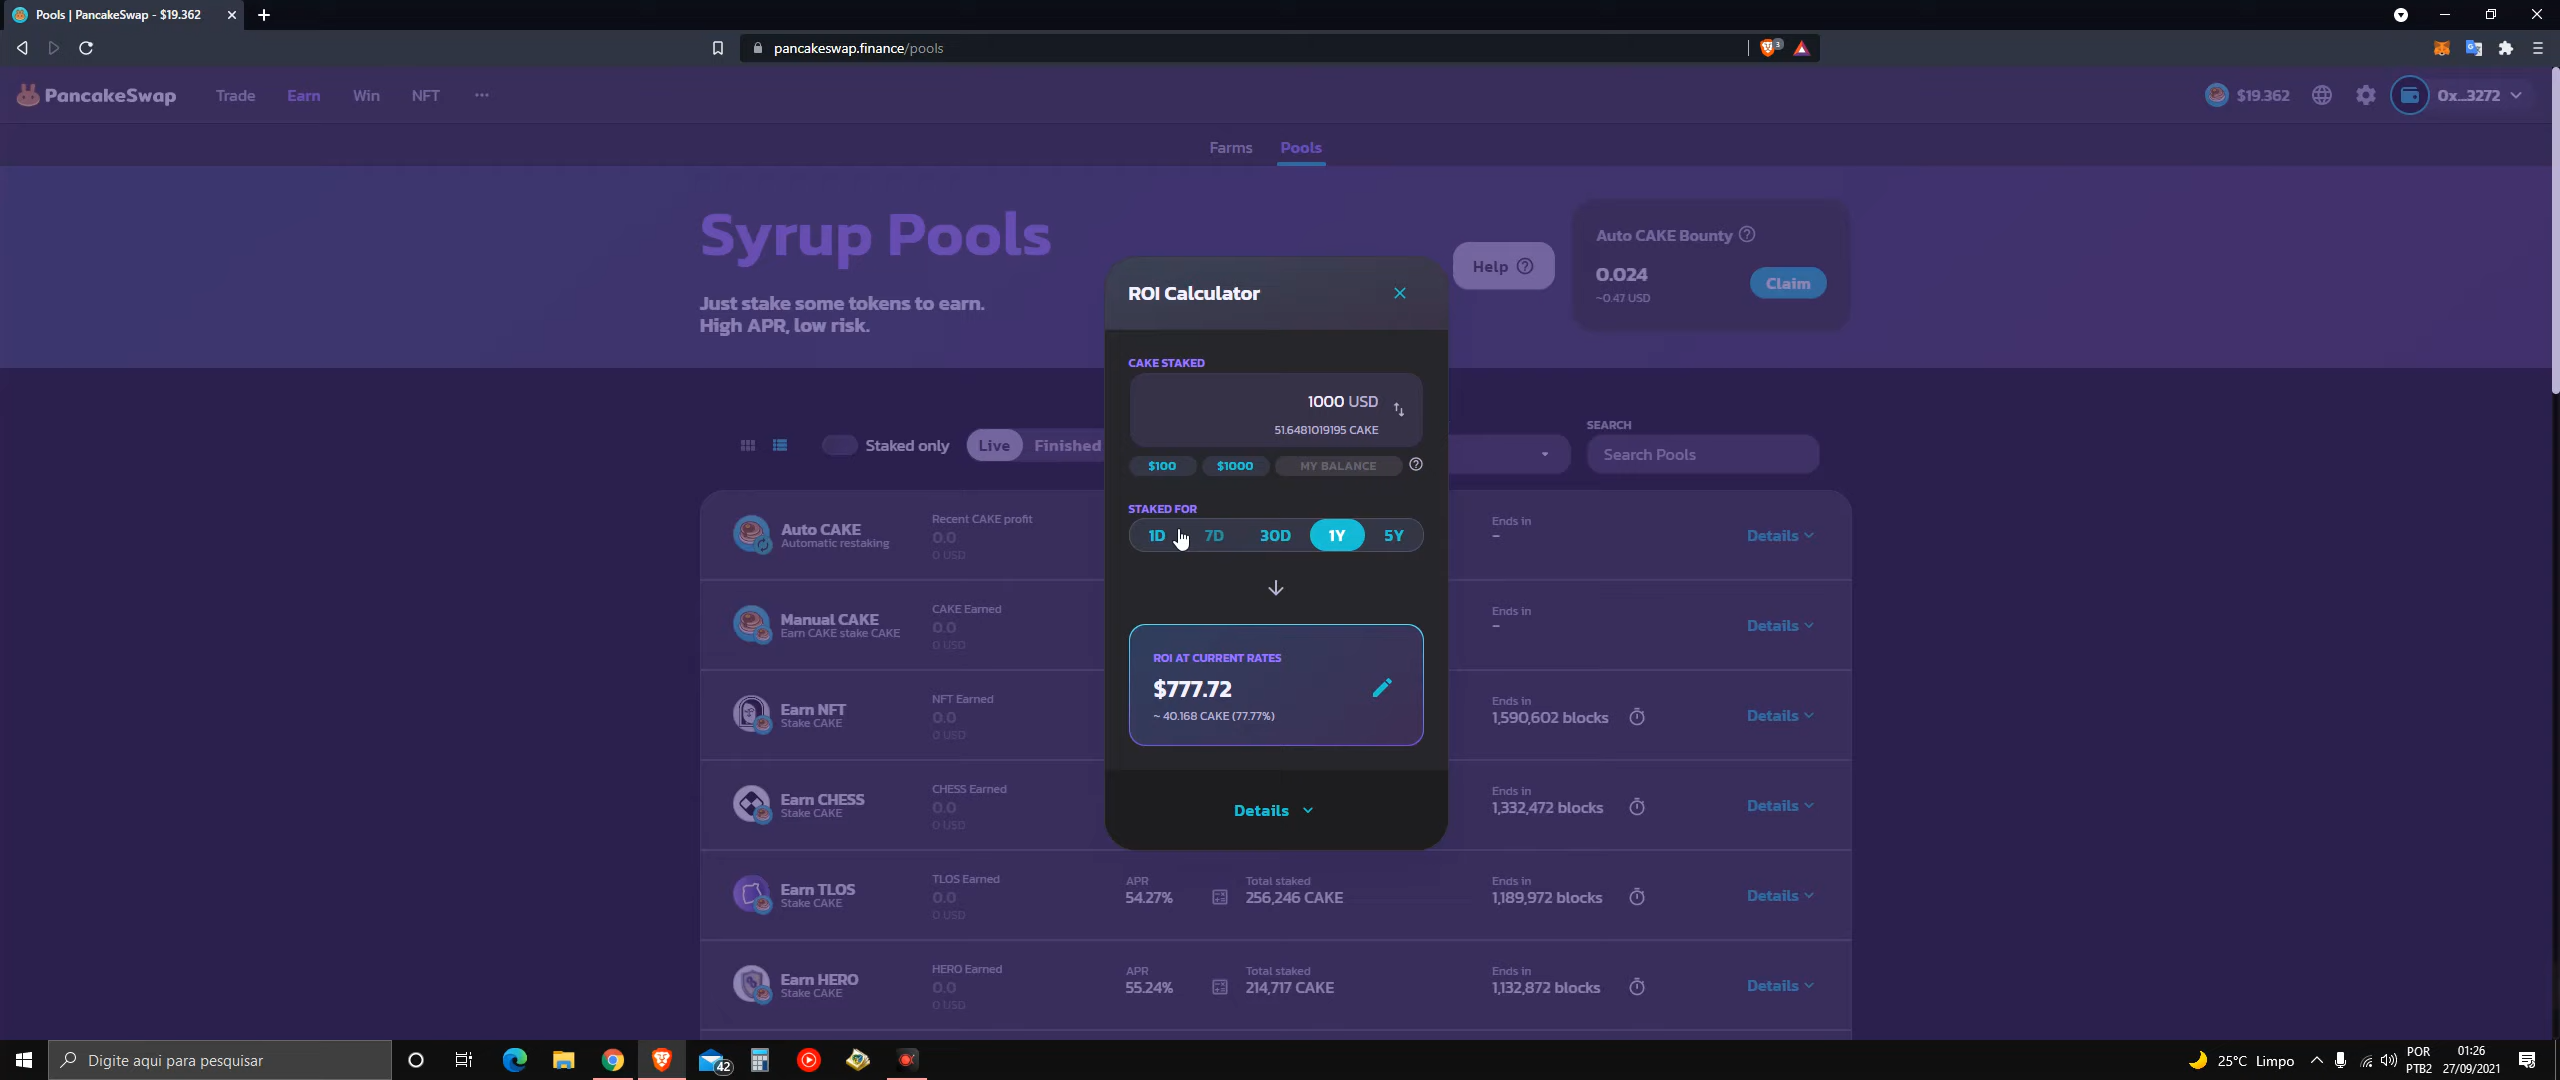 Pools | PancakeSwap - $19.362
pancakeswap.finance/pools
3
PancakeSwap
Trade
Earn
Win
NFT
$19.362
0x...3272
Farms
Pools
Syrup Pools
Just stake some tokens to earn.
High APR, low risk.
Help
Auto CAKE Bounty
0.024
~0.47 USD
Claim
ROI Calculator
CAKE STAKED
1000 USD
51.6481019195 CAKE
$100
$1000
MY BALANCE
STAKED FOR
1D
7D
30D
1Y
5Y
ROI AT CURRENT RATES
$777.72
~ 40.168 CAKE (77.77%)
Details
Staked only
Live
Finished
SEARCH
Search Pools
Auto CAKE
Automatic restaking
Recent CAKE profit
0.0
0 USD
Ends in
-
Details
Manual CAKE
Earn CAKE stake CAKE
CAKE Earned
0.0
0 USD
Ends in
-
Details
Earn NFT
Stake CAKE
NFT Earned
0.0
0 USD
Ends in
1,590,602 blocks
Details
Earn CHESS
Stake CAKE
CHESS Earned
0.0
0 USD
Ends in
1,332,472 blocks
Details
Earn TLOS
Stake CAKE
TLOS Earned
0.0
0 USD
APR
54.27%
Total staked
256,246 CAKE
Ends in
1,189,972 blocks
Details
Earn HERO
Stake CAKE
HERO Earned
0.0
0 USD
APR
55.24%
Total staked
214,717 CAKE
Ends in
1,132,872 blocks
Details
Digite aqui para pesquisar
42
25°C Limpo
POR
PTB2
01:26
27/09/2021